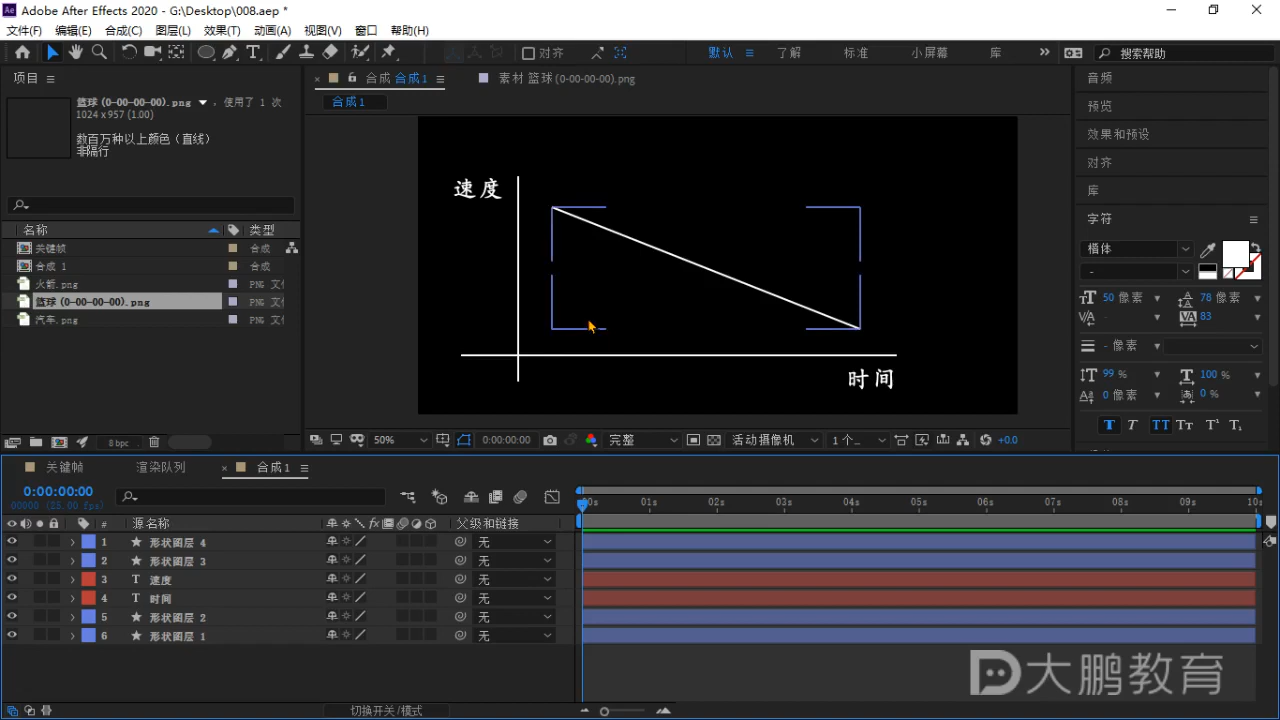 Adobe After Effects 2020 - G:\Desktop\008.aep *
文件(F) 编辑(E) 合成(C) 图层(L) 效果(T) 动画(A) 视图(V) 窗口 帮助(H)
对齐 默认 了解 标准 小屏幕 库 搜索帮助
项目
合成 合成1
素材 篮球 (0-00-00-00).png
音频
合成1
预览
效果和预设
对齐
库
篮球 (0-00-00-00).png , 使用了 1 次
1024 x 957 (1.00)
数百万种以上颜色（直线）
非隔行
名称 类型
关键帧 合成
合成 1 合成
火箭.png PNG 文
篮球 (0-00-00-00).png PNG 文
汽车.png PNG 文
8 bpc
速度
时间
50% 0:00:00:00 完整 活动摄像机 1 个... +0.0
字符
楷体
-
50 像素 78 像素
83
- 像素
99 % 100 %
0 像素 0 %
T T TT Tт T¹ T₁
关键帧 渲染队列 合成1
0:00:00:00
00000 (25.00 fps)
00s 01s 02s 03s 04s 05s 06s 07s 08s 09s 10s
# 源名称 fx 父级和链接
1 形状图层 4 无
2 形状图层 3 无
3 T 速度 无
4 T 时间 无
5 形状图层 2 无
6 形状图层 1 无
切换开关/模式
大鹏教育